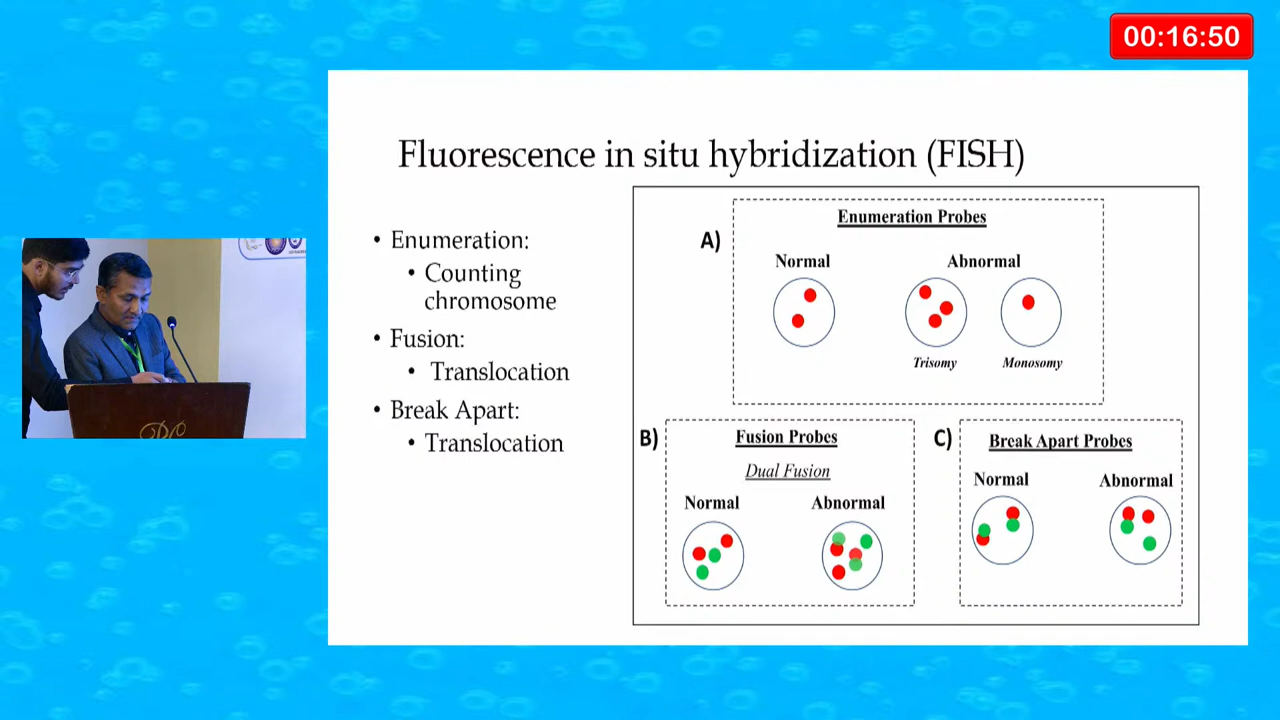 00:16:50
Fluorescence in situ hybridization (FISH)
• Enumeration:
• Counting
chromosome
• Fusion:
• Translocation
• Break Apart:
• Translocation
A)
Enumeration Probes
Normal
Abnormal
Trisomy
Monosomy
B)
Fusion Probes
Dual Fusion
Normal
Abnormal
C)
Break Apart Probes
Normal
Abnormal